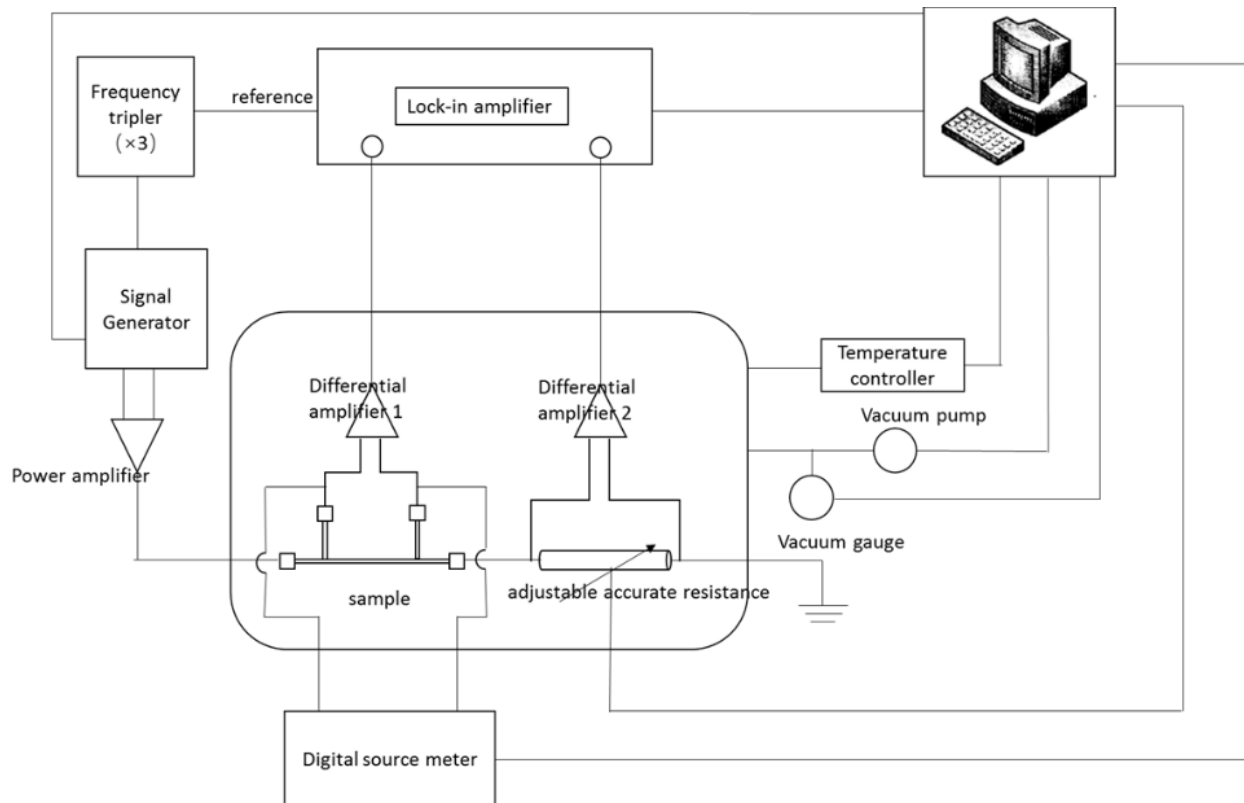 Frequency
tripler
(×3)
reference
Lock-in amplifier
Signal
Generator
Power amplifier
Differential
amplifier 1
Differential
amplifier 2
Temperature
controller
Vacuum pump
Vacuum gauge
sample
adjustable accurate resistance
Digital source meter